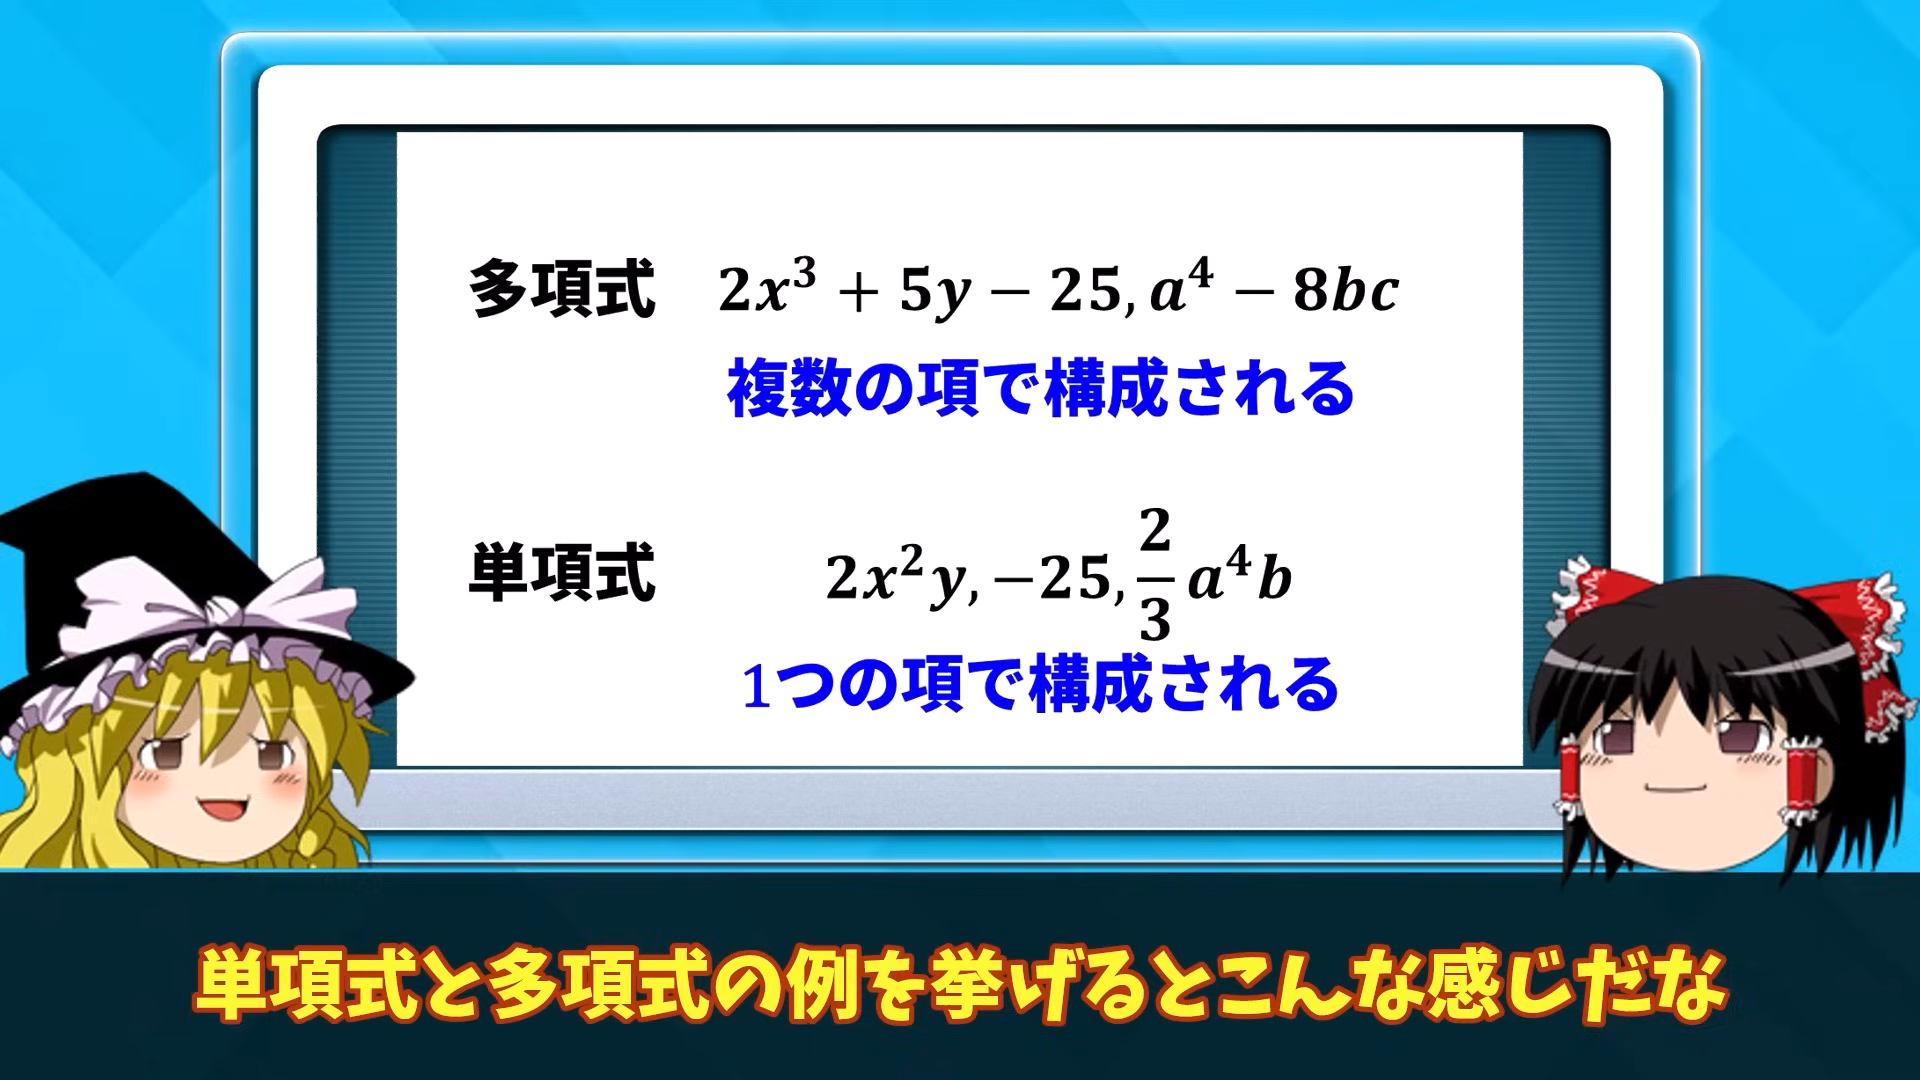 多項式 2x³ + 5y − 25, a⁴ − 8bc
複数の項で構成される
単項式 2x²y, −25, 2/3 a⁴b
1つの項で構成される
単項式と多項式の例を挙げるとこんな感じだな